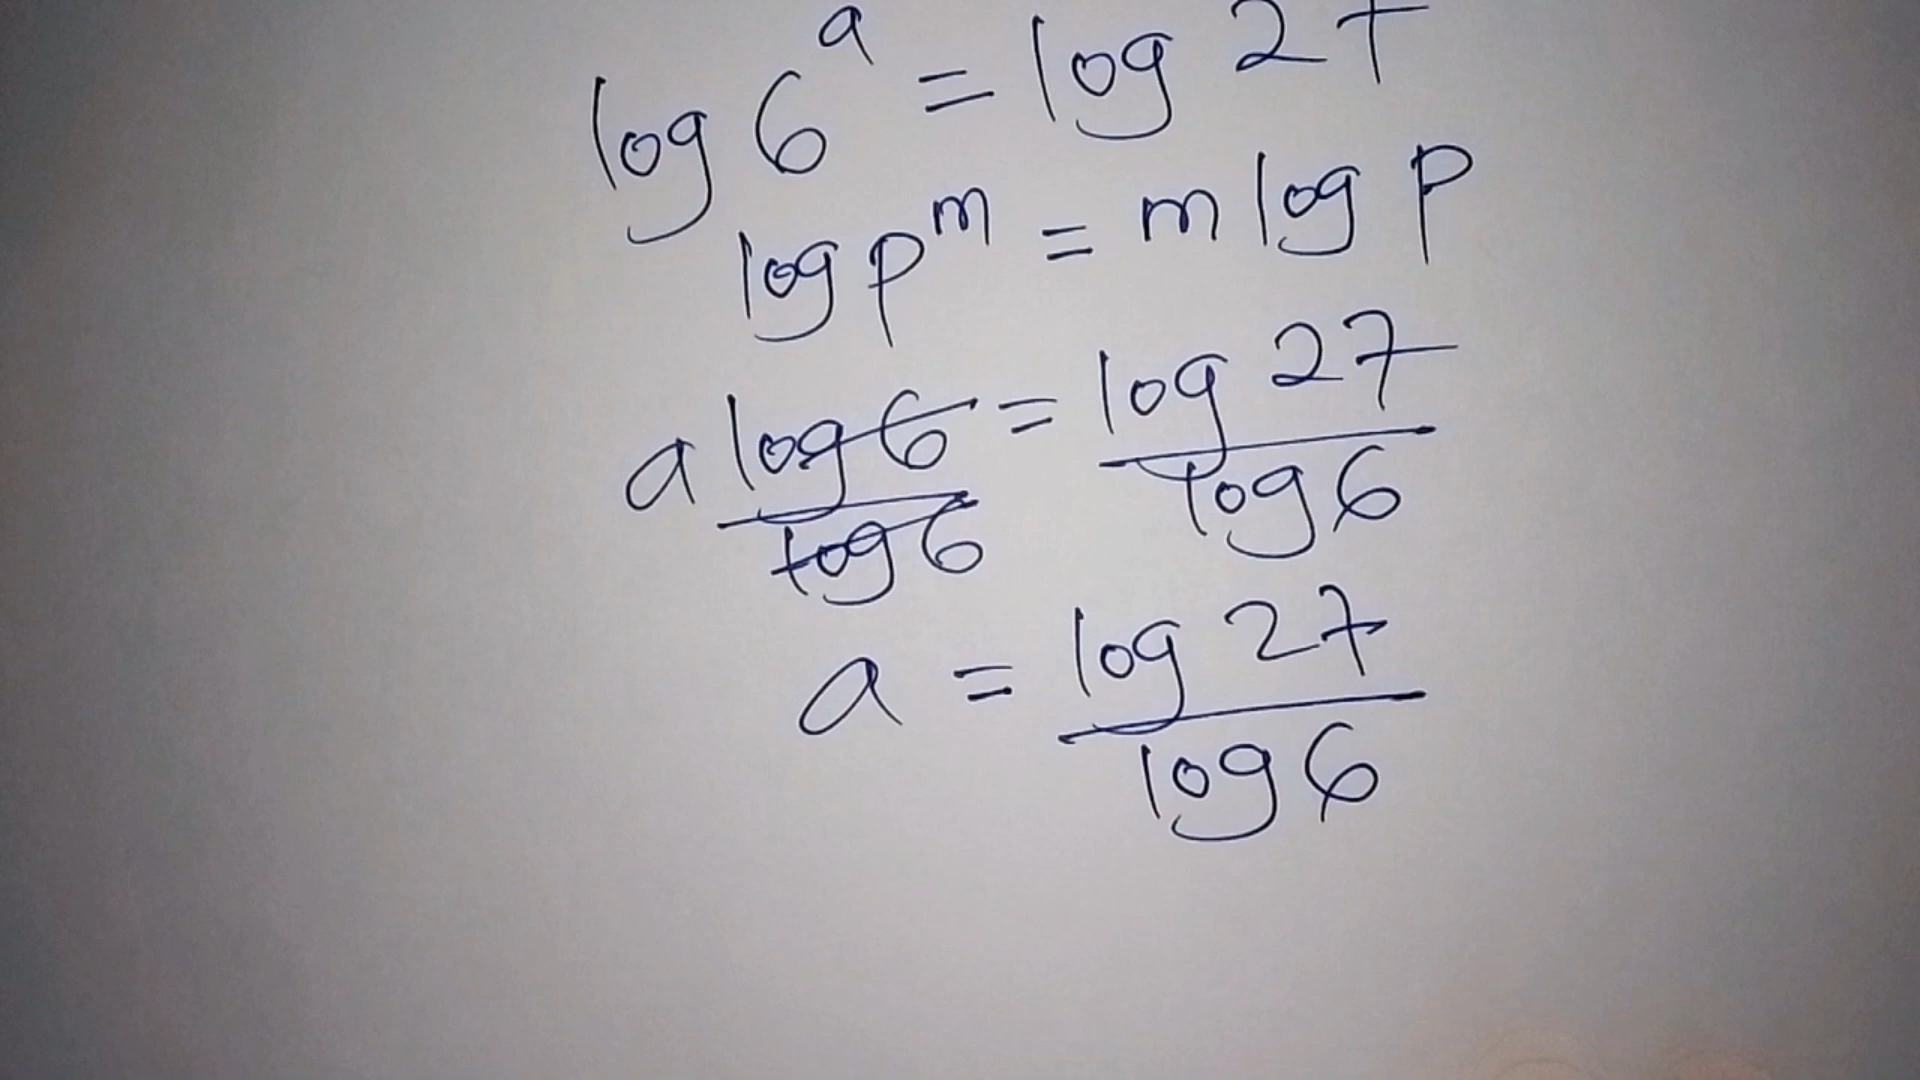 log 6^a = log 27
log p^m = m log p
a log 6 / log 6 = log 27 / log 6
a = log 27 / log 6